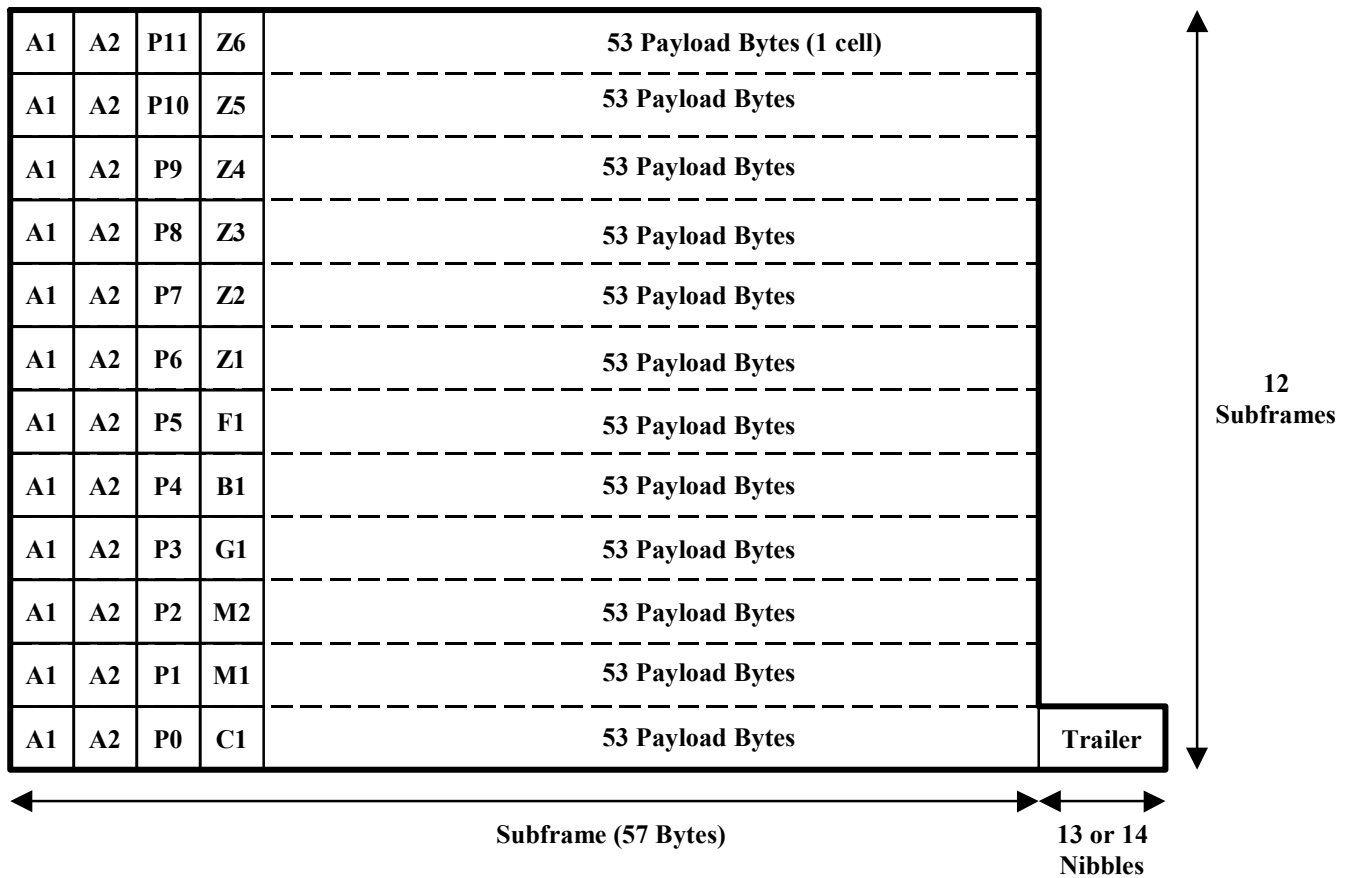 A1 A2 P11 Z6 53 Payload Bytes (1 cell)
A1 A2 P10 Z5 53 Payload Bytes
A1 A2 P9 Z4 53 Payload Bytes
A1 A2 P8 Z3 53 Payload Bytes
A1 A2 P7 Z2 53 Payload Bytes
A1 A2 P6 Z1 53 Payload Bytes
A1 A2 P5 F1 53 Payload Bytes
A1 A2 P4 B1 53 Payload Bytes
A1 A2 P3 G1 53 Payload Bytes
A1 A2 P2 M2 53 Payload Bytes
A1 A2 P1 M1 53 Payload Bytes
A1 A2 P0 C1 53 Payload Bytes Trailer
12
Subframes
Subframe (57 Bytes)
13 or 14
Nibbles